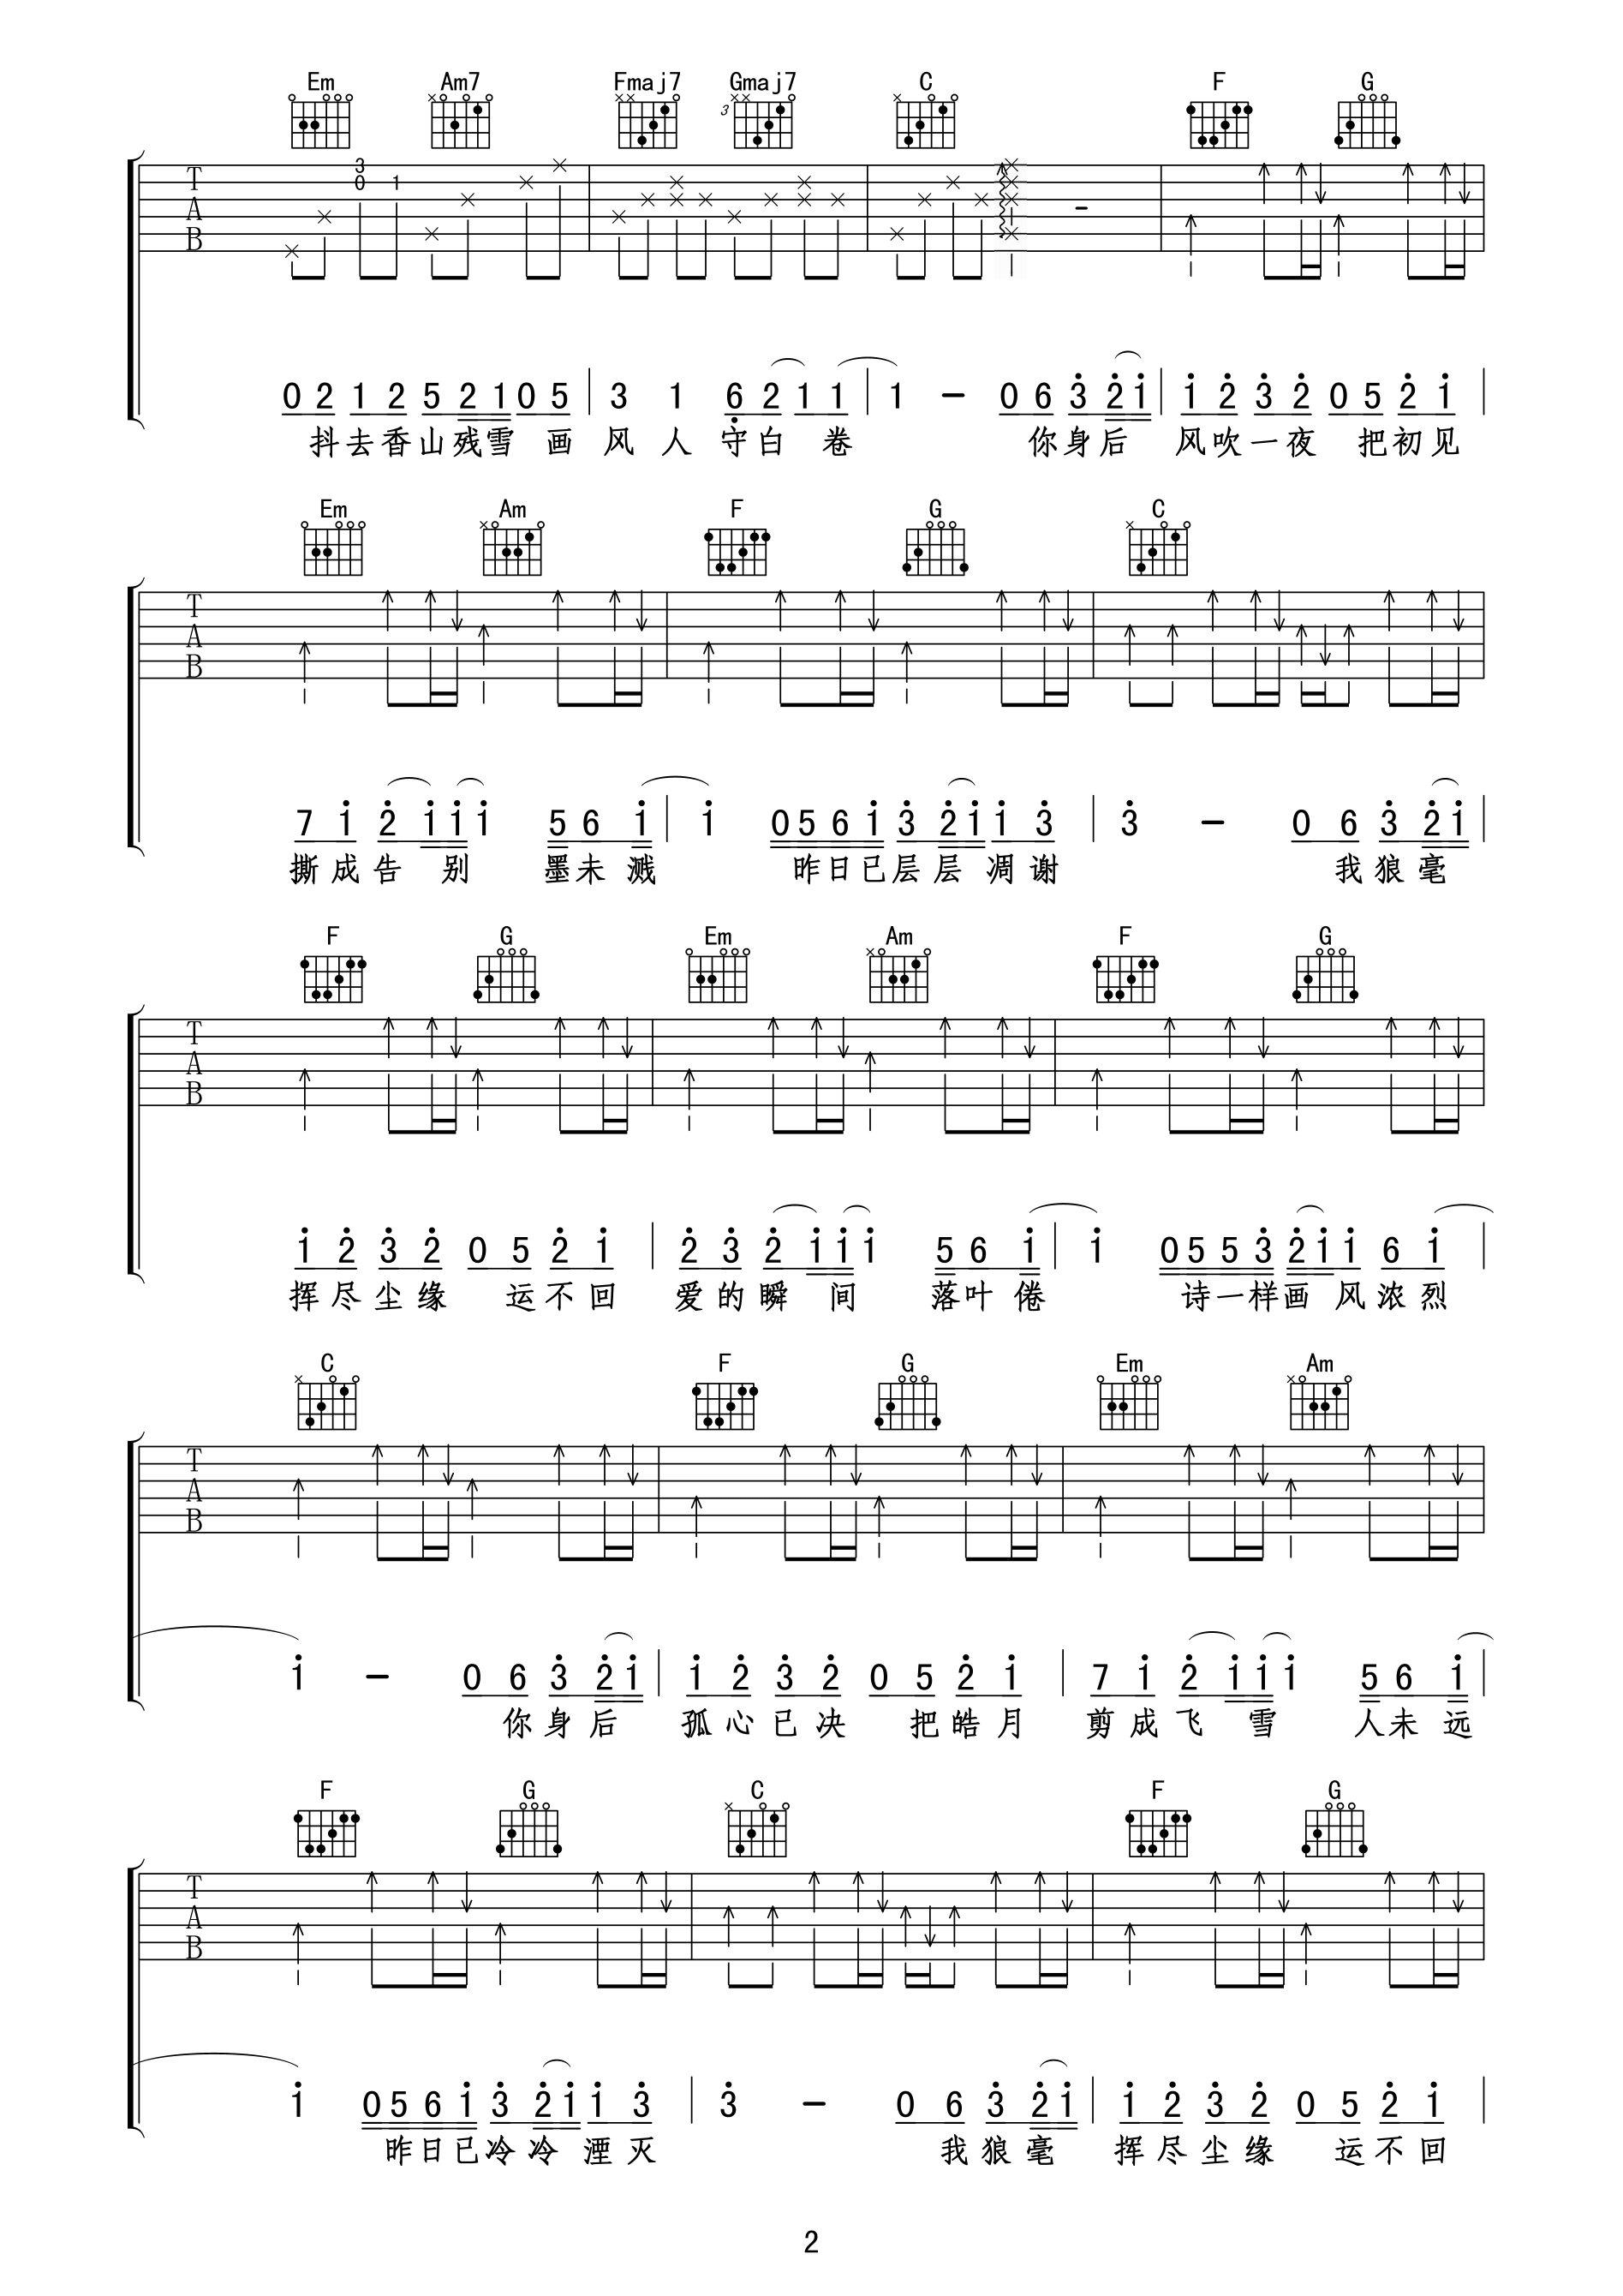 Em Am7 Fmaj7 Gmaj7 C F G
3
3
0 1
T
A
B
0 2 1 2 5 2 1 0 5 | 3 1 6 2 1 1 | 1 - 0 6 3 2 1 | 1 2 3 2 0 5 2 1 |
抖去香山残雪 画 风 人 守白 卷 你身后 风吹一夜 把初见
Em Am F G C
T
A
B
7 1 2 1 1 1 5 6 1 | 1 0 5 6 1 3 2 1 1 3 | 3 - 0 6 3 2 1 |
撕成告 别 墨未溅 昨日已层层凋谢 我狼毫
F G Em Am F G
T
A
B
1 2 3 2 0 5 2 1 | 2 3 2 1 1 1 5 6 1 | 1 0 5 5 3 2 1 1 6 1 |
挥尽尘缘 运不回 爱的瞬 间 落叶倦 诗一样画 风浓烈
C F G Em Am
T
A
B
1 - 0 6 3 2 1 | 1 2 3 2 0 5 2 1 | 7 1 2 1 1 1 5 6 1 |
你身后 孤心已决 把皓月 剪成飞 雪 人未远
F G C F G
T
A
B
1 0 5 6 1 3 2 1 1 3 | 3 - 0 6 3 2 1 | 1 2 3 2 0 5 2 1 |
昨日已冷冷湮灭 我狼毫 挥尽尘缘 运不回
2